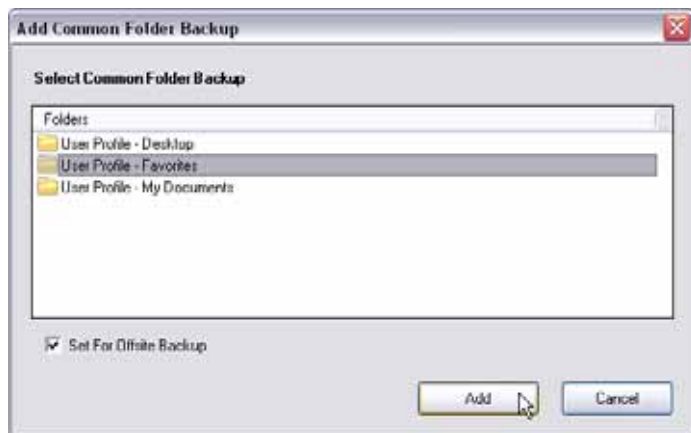 Add Common Folder Backup
Select Common Folder Backup
Folders
User Profile - Desktop
User Profile - Favorites
User Profile - My Documents
Set For Offsite Backup
Add
Cancel